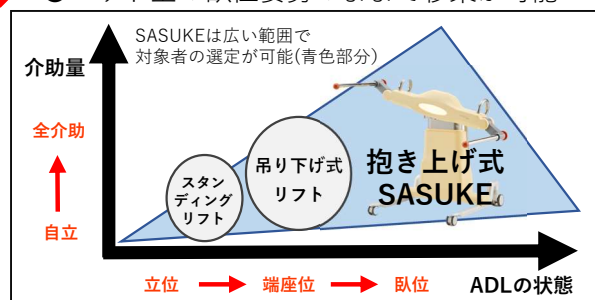 SASUKEは広い範囲で
対象者の選定が可能(青色部分)
介助量
全介助
自立
スタン
ディング
リフト
吊り下げ式
リフト
抱き上げ式
SASUKE
立位
端座位
臥位
ADLの状態